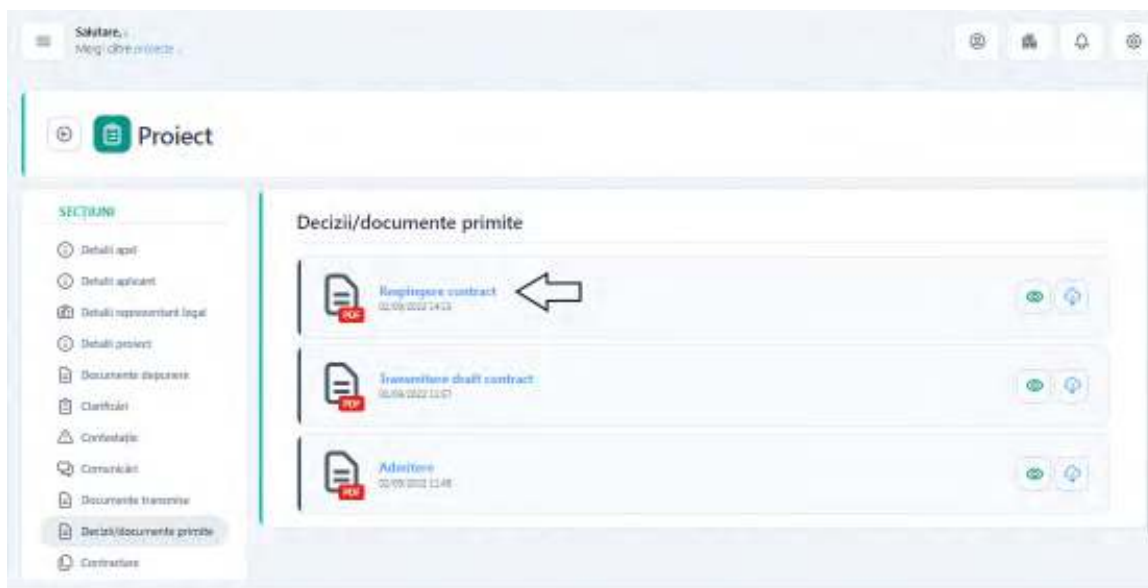 Salutare,
Mergi către proiecte
Proiect
SECȚIUNI
Detalii apel
Detalii aplicant
Detalii reprezentant legal
Detalii proiect
Documente depunere
Clarificări
Contestație
Comunicări
Documente transmise
Decizii/documente primite
Contractare
Decizii/documente primite
PDF
Respingere contract
PDF
Transmitere draft contract
PDF
Admitere